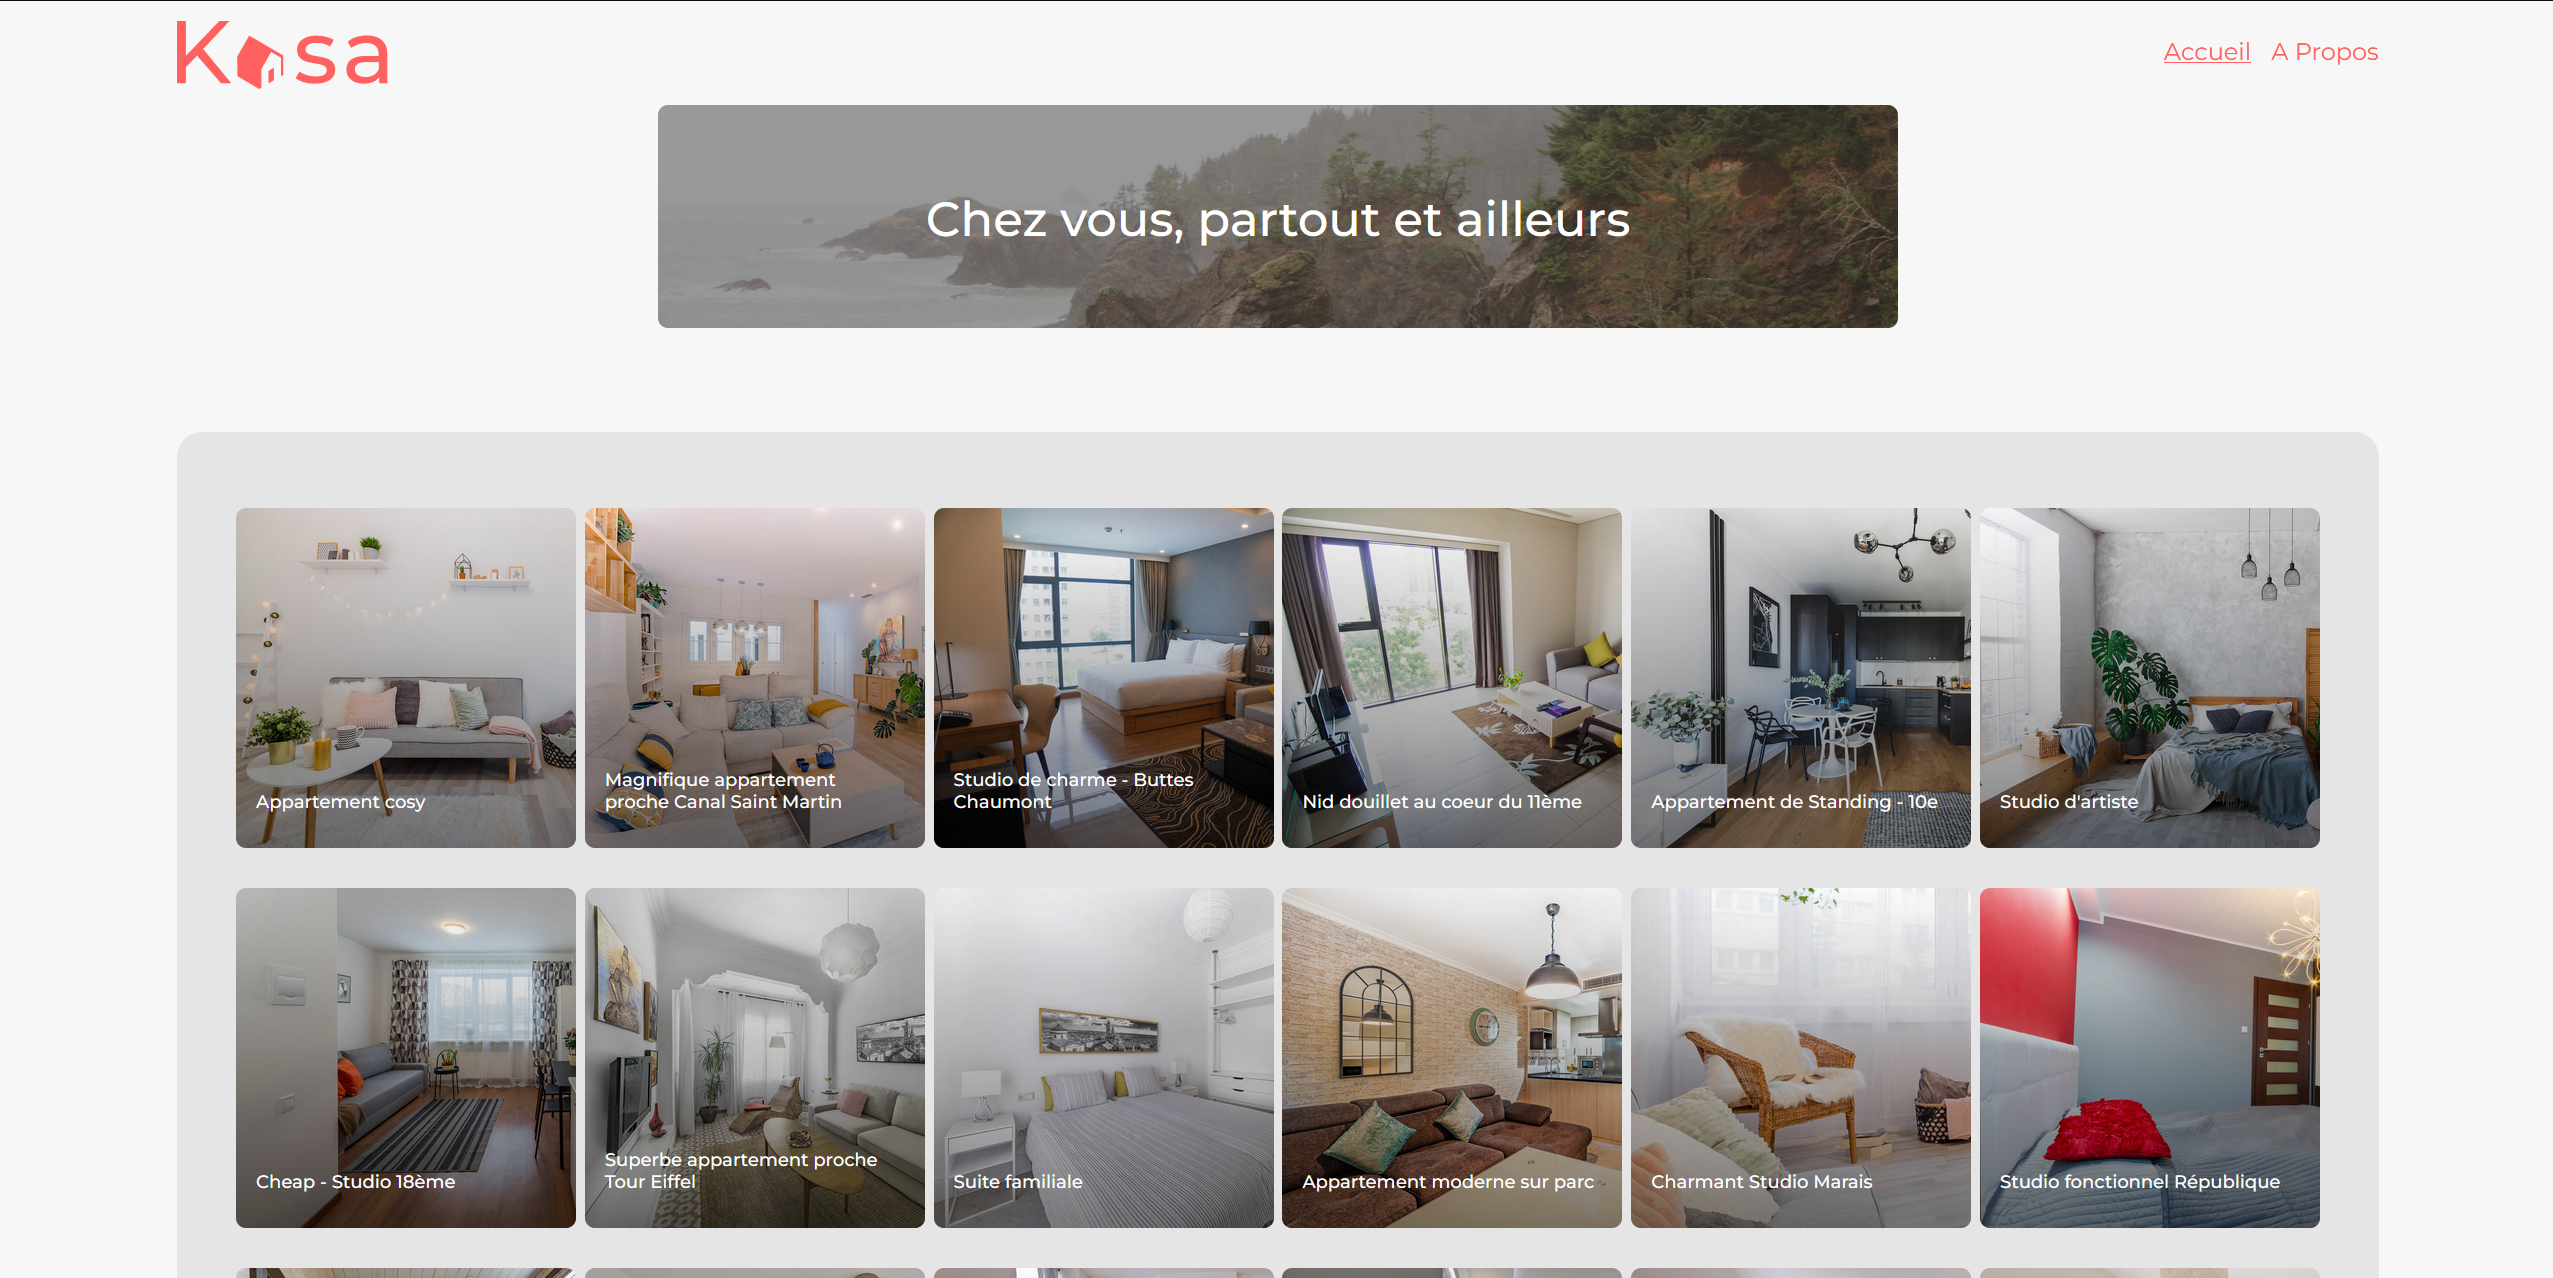 Kasa
Accueil A Propos
Chez vous, partout et ailleurs
Appartement cosy
Magnifique appartement
proche Canal Saint Martin
Studio de charme - Buttes
Chaumont
Nid douillet au coeur du 11ème
Appartement de Standing - 10e
Studio d'artiste
Cheap - Studio 18ème
Superbe appartement proche
Tour Eiffel
Suite familiale
Appartement moderne sur parc
Charmant Studio Marais
Studio fonctionnel République